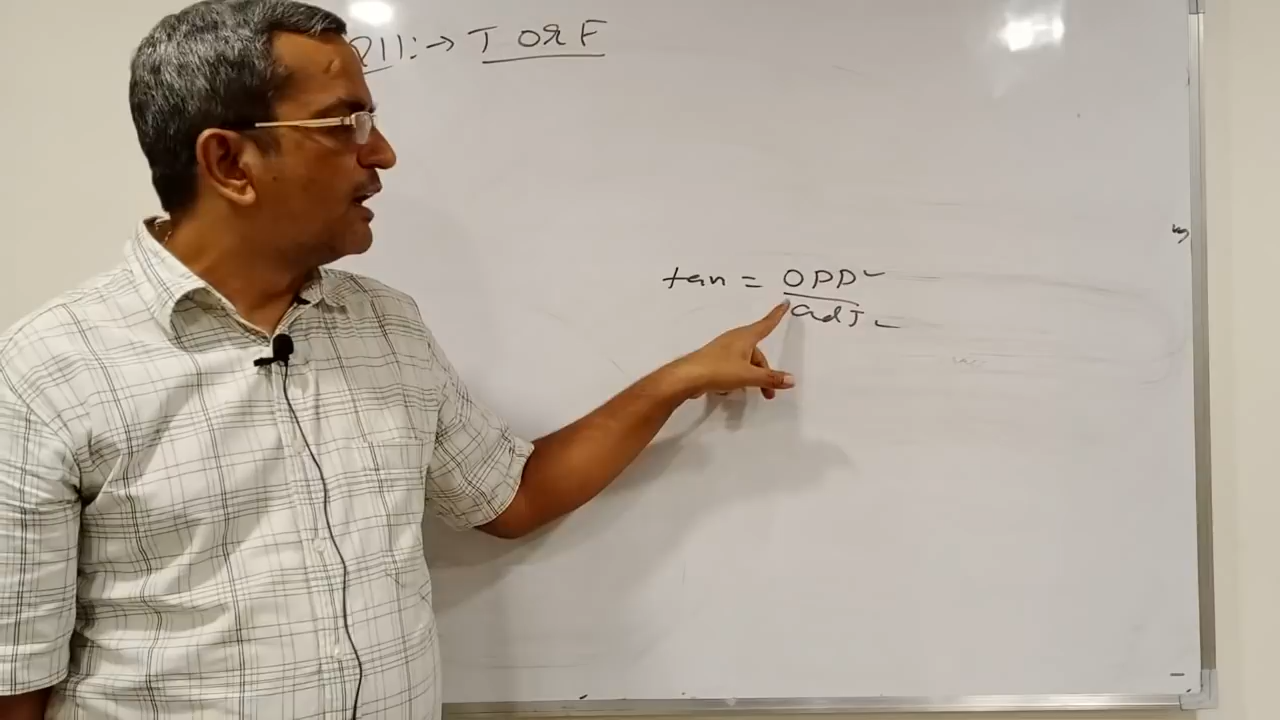 Q11:→ T OR F
tan = opp
adj